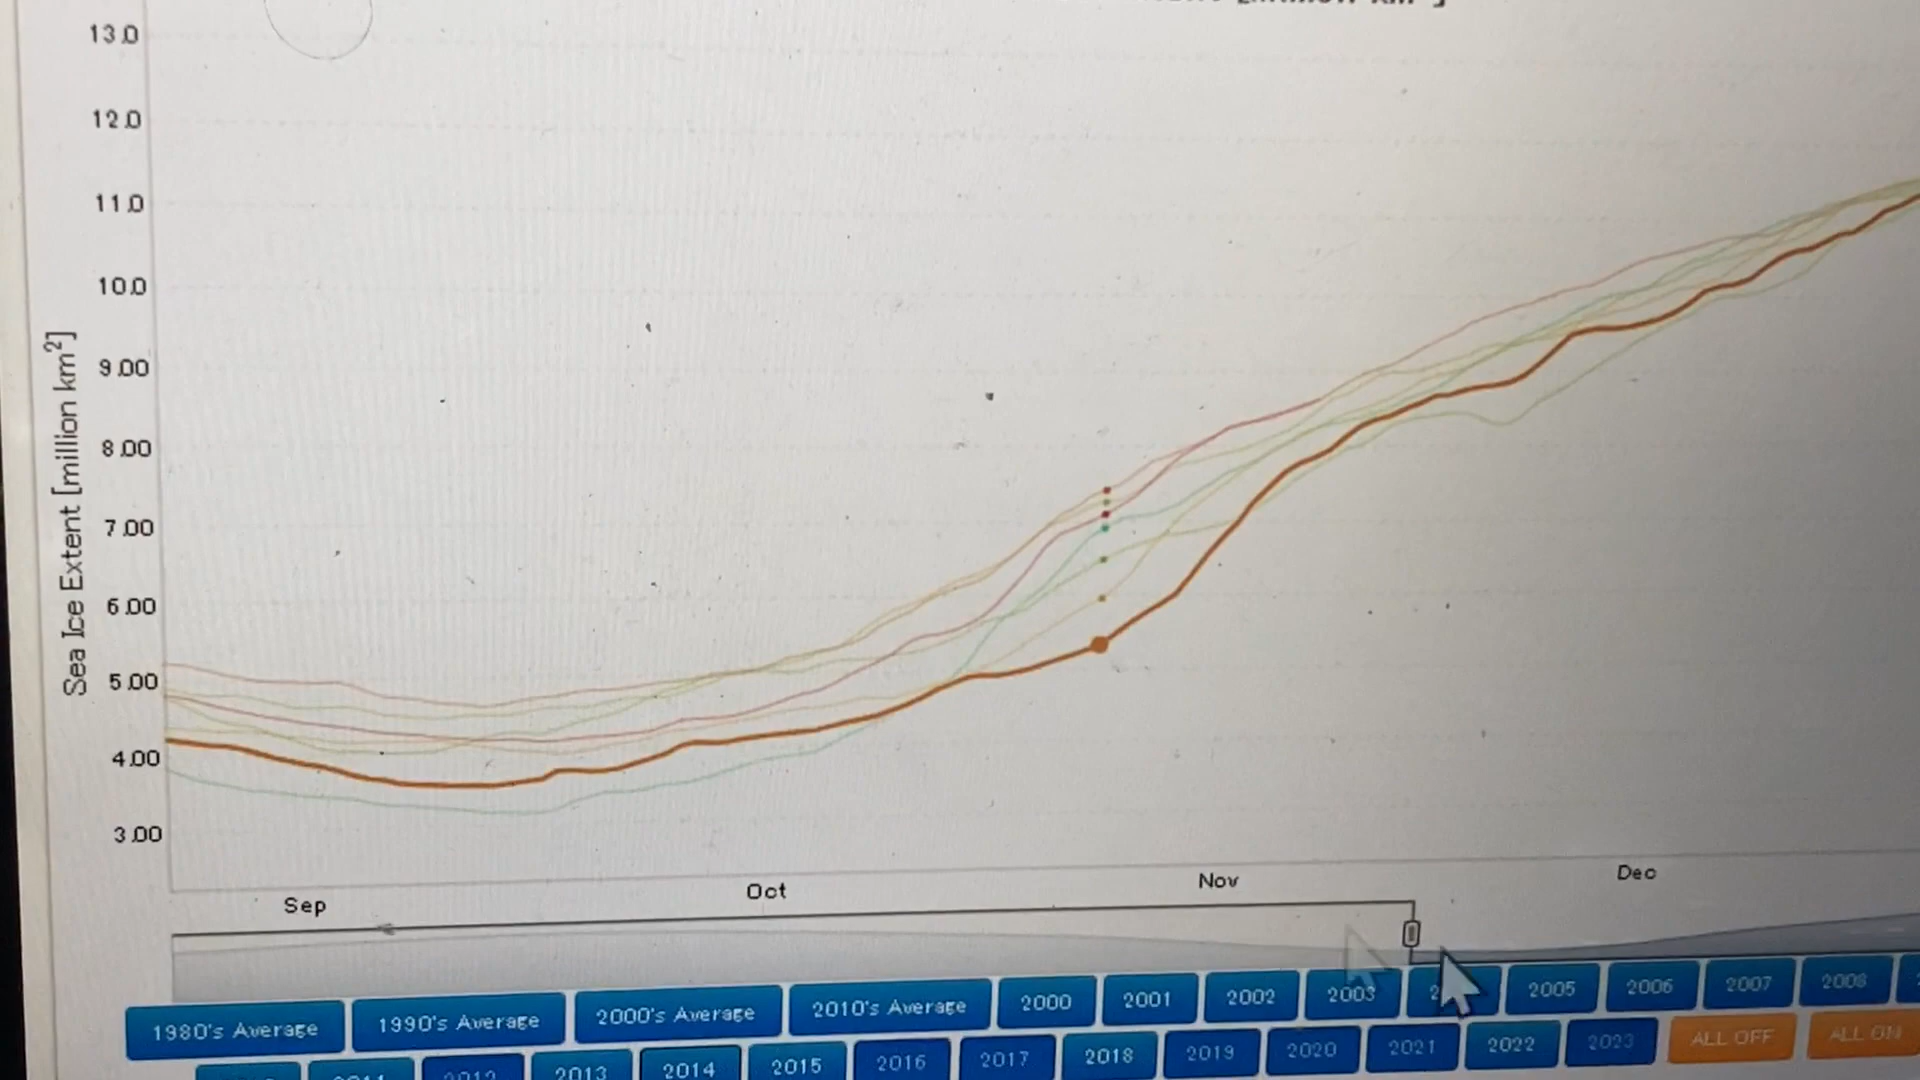 13.0
12.0
11.0
10.0
9.00
8.00
7.00
6.00
5.00
4.00
3.00
Sea Ice Extent [million km²]
Sep Oct Nov Dec
1980's Average 1990's Average 2000's Average 2010's Average 2000 2001 2002 2003 2005 2006 2007 2008
2011 2012 2013 2014 2015 2016 2017 2018 2019 2020 2021 2022 2023 ALL OFF ALL ON